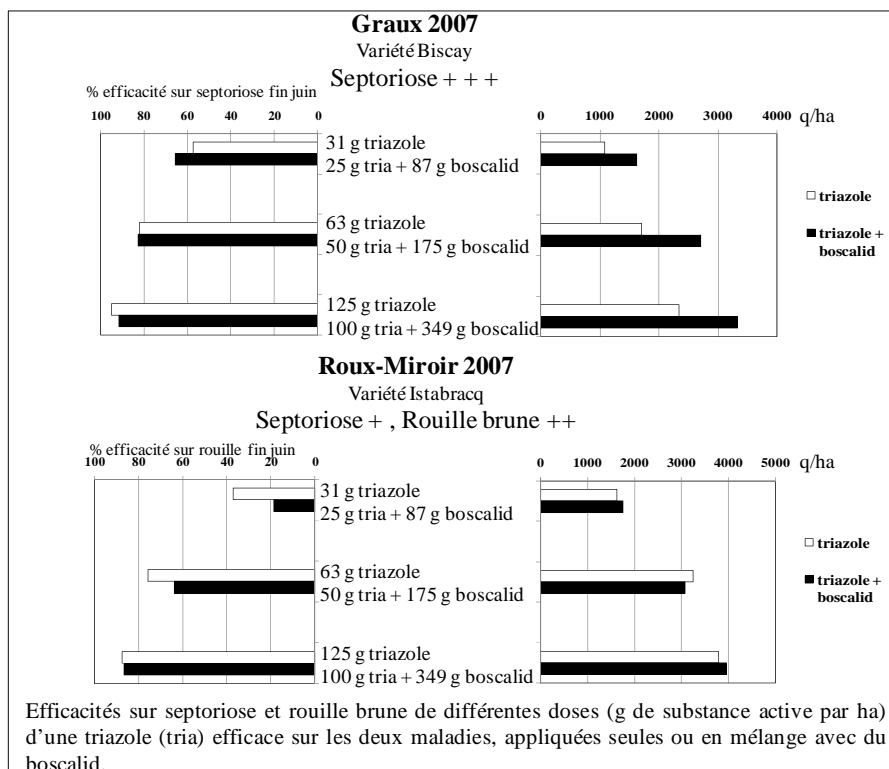 Graux 2007
Variété Biscay
Septoriose + + +
% efficacité sur septoriose fin juin
100 80 60 40 20 0
0 1000 2000 3000 4000
q/ha
31 g triazole
25 g tria + 87 g boscalid
63 g triazole
50 g tria + 175 g boscalid
125 g triazole
100 g tria + 349 g boscalid
triazole
triazole +
boscalid
Roux-Miroir 2007
Variété Istabracq
Septoriose + , Rouille brune ++
% efficacité sur rouille fin juin
100 80 60 40 20 0
0 1000 2000 3000 4000 5000
q/ha
31 g triazole
25 g tria + 87 g boscalid
63 g triazole
50 g tria + 175 g boscalid
125 g triazole
100 g tria + 349 g boscalid
triazole
triazole +
boscalid
Efficacités sur septoriose et rouille brune de différentes doses (g de substance active par ha)
d'une triazole (tria) efficace sur les deux maladies, appliquées seules ou en mélange avec du
boscalid.